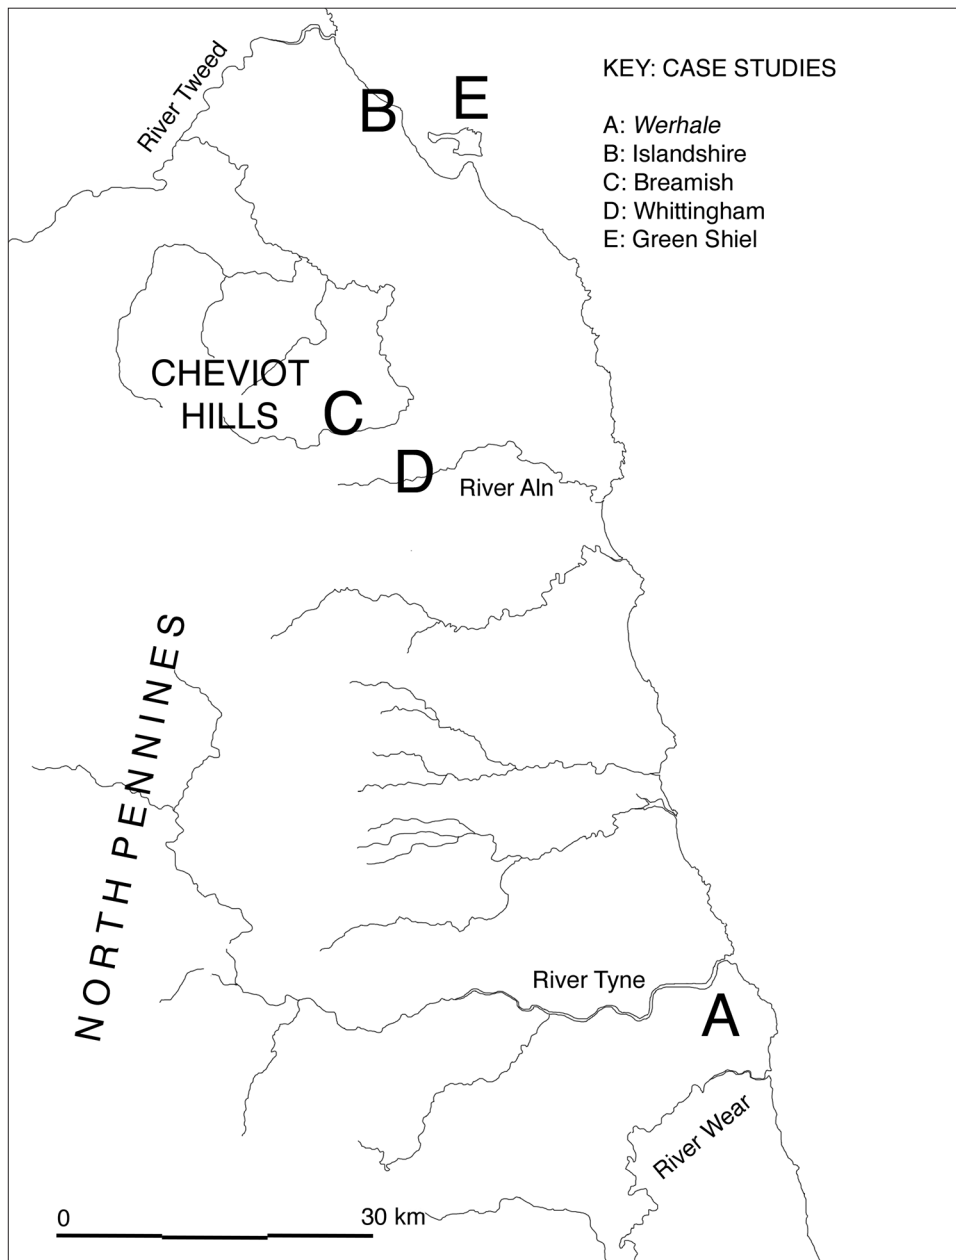 River Tweed
B
E
KEY: CASE STUDIES
A: Werhale
B: Islandshire
C: Breamish
D: Whittingham
E: Green Shiel
CHEVIOT
HILLS
C
D
River Aln
NORTH PENNINES
River Tyne
A
River Wear
0
30 km